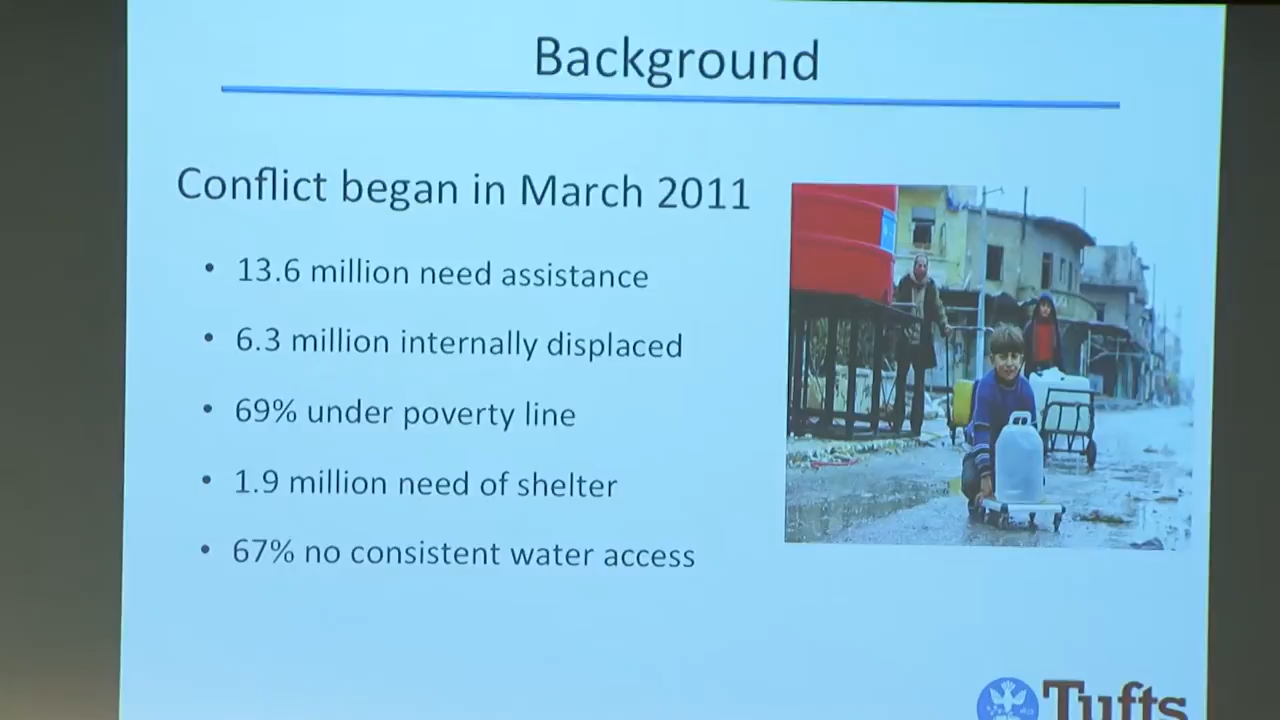 Background
Conflict began in March 2011
• 13.6 million need assistance
• 6.3 million internally displaced
• 69% under poverty line
• 1.9 million need of shelter
• 67% no consistent water access
Tufts